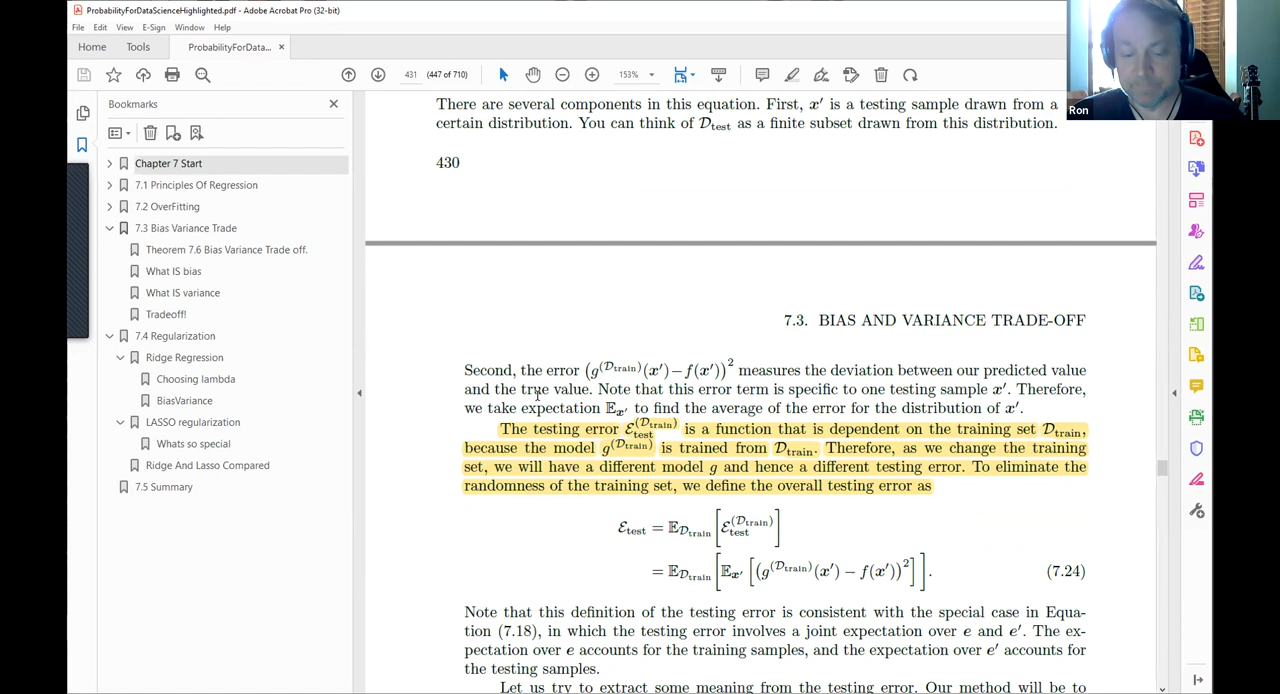 ProbabilityForDataScienceHighlighted.pdf - Adobe Acrobat Pro (32-bit)
File Edit View E-Sign Window Help
Home Tools ProbabilityForData... ×
431 (447 of 710) 153%
Ron
Bookmarks
Chapter 7 Start
7.1 Principles Of Regression
7.2 OverFitting
7.3 Bias Variance Trade
Theorem 7.6 Bias Variance Trade off.
What IS bias
What IS variance
Tradeoff!
7.4 Regularization
Ridge Regression
Choosing lambda
BiasVariance
LASSO regularization
Whats so special
Ridge And Lasso Compared
7.5 Summary
There are several components in this equation. First, x′ is a testing sample drawn from a
certain distribution. You can think of 𝒟test as a finite subset drawn from this distribution.
430
7.3. BIAS AND VARIANCE TRADE-OFF
Second, the error (g^(𝒟train)(x′) − f(x′))² measures the deviation between our predicted value
and the true value. Note that this error term is specific to one testing sample x′. Therefore,
we take expectation 𝔼x′ to find the average of the error for the distribution of x′.
The testing error ℰtest^(𝒟train) is a function that is dependent on the training set 𝒟train,
because the model g^(𝒟train) is trained from 𝒟train. Therefore, as we change the training
set, we will have a different model g and hence a different testing error. To eliminate the
randomness of the training set, we define the overall testing error as
ℰtest = 𝔼𝒟train [ℰtest^(𝒟train)]
= 𝔼𝒟train [𝔼x′ [(g^(𝒟train)(x′) − f(x′))²]]. (7.24)
Note that this definition of the testing error is consistent with the special case in Equa-
tion (7.18), in which the testing error involves a joint expectation over e and e′. The ex-
pectation over e accounts for the training samples, and the expectation over e′ accounts for
the testing samples.
Let us try to extract some meaning from the testing error. Our method will be to